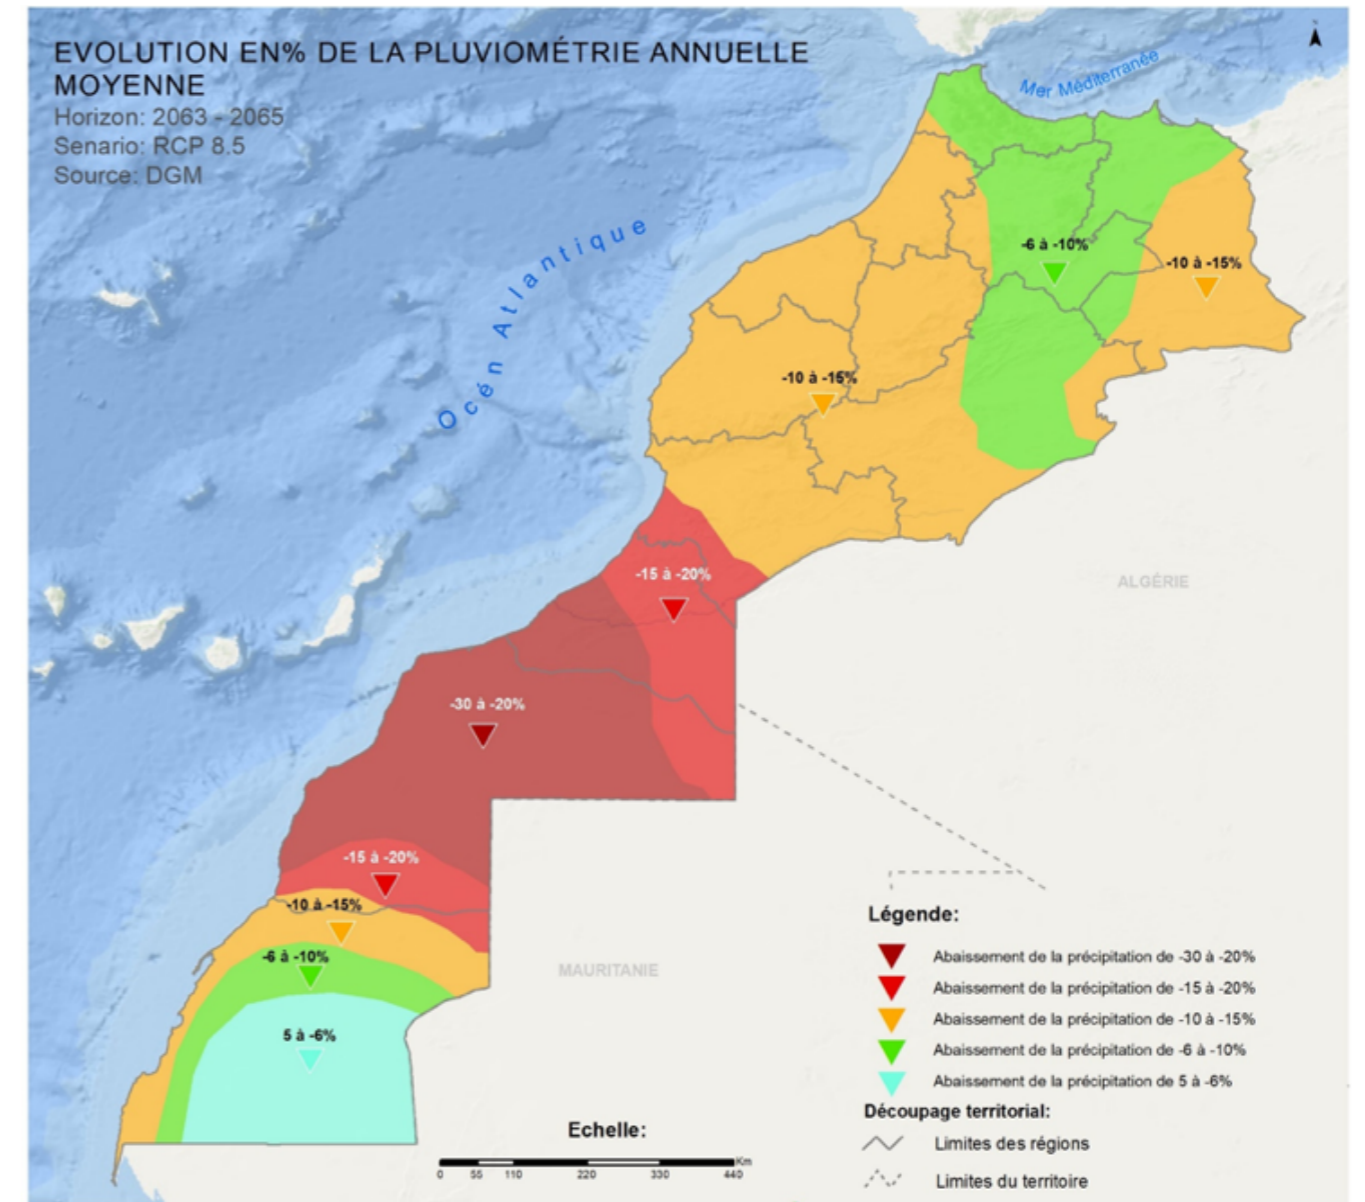 EVOLUTION EN% DE LA PLUVIOMÉTRIE ANNUELLE
MOYENNE
Horizon: 2063 - 2065
Senario: RCP 8.5
Source: DGM
Mer Méditerranée
Océn Atlantique
-6 à -10%
-10 à -15%
-10 à -15%
-15 à -20%
ALGÉRIE
-30 à -20%
-15 à -20%
-10 à -15%
-6 à -10%
MAURITANIE
5 à -6%
Légende:
Abaissement de la précipitation de -30 à -20%
Abaissement de la précipitation de -15 à -20%
Abaissement de la précipitation de -10 à -15%
Abaissement de la précipitation de -6 à -10%
Abaissement de la précipitation de 5 à -6%
Découpage territorial:
Limites des régions
Limites du territoire
Echelle:
Km
0 55 110 220 330 440